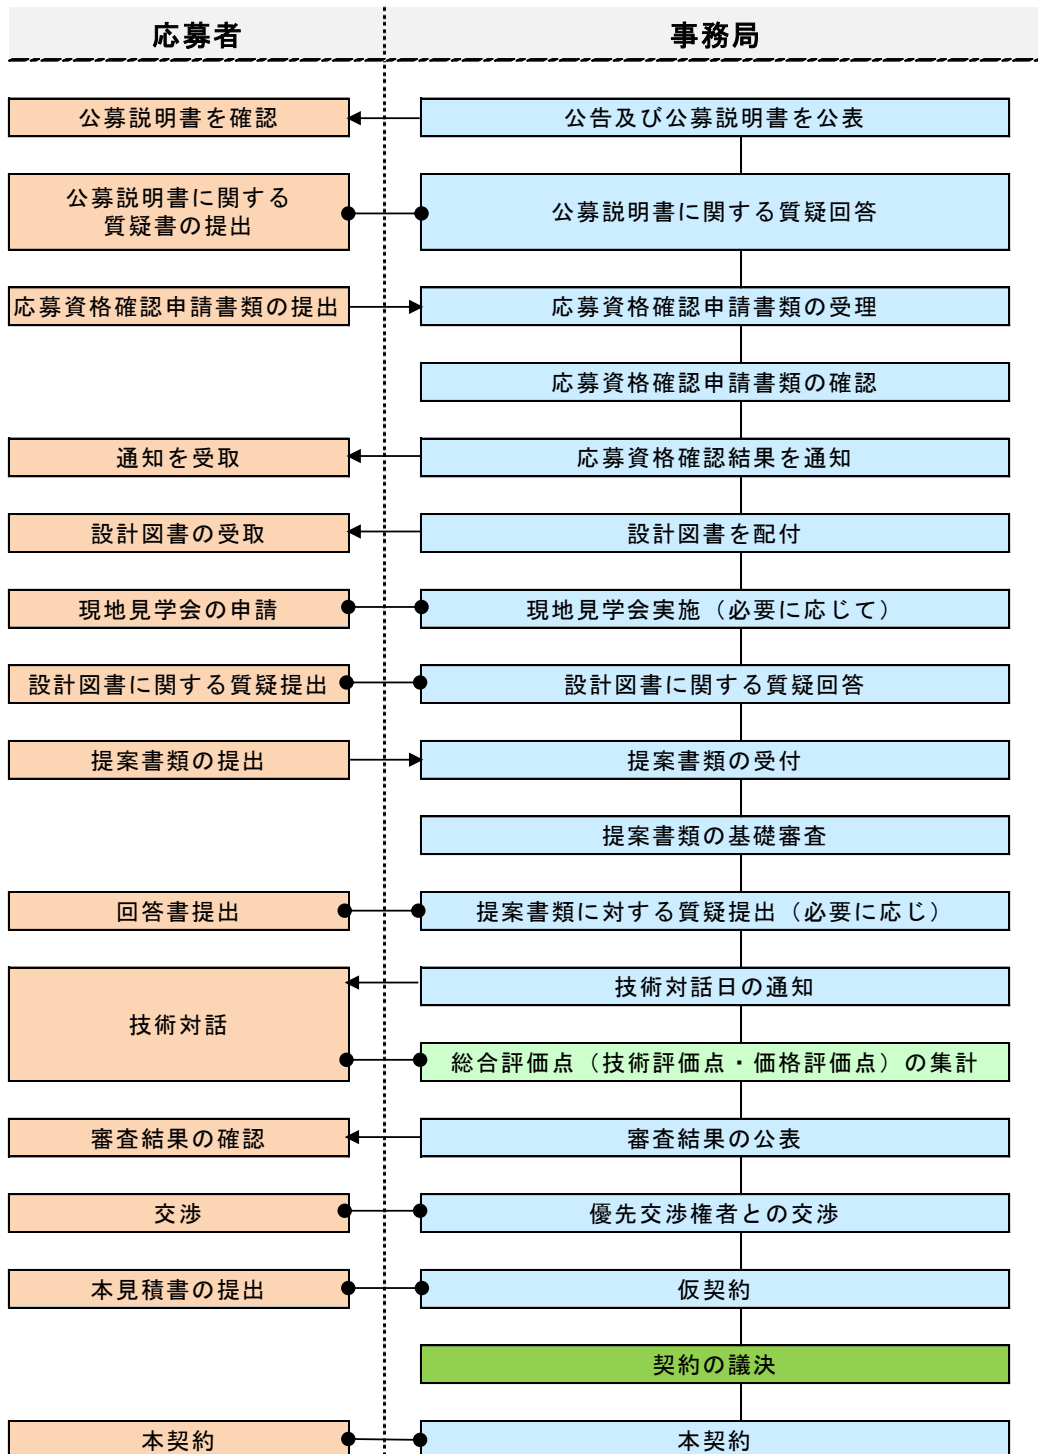 応募者
事務局
公募説明書を確認
公告及び公募説明書を公表
公募説明書に関する
質疑書の提出
公募説明書に関する質疑回答
応募資格確認申請書類の提出
応募資格確認申請書類の受理
応募資格確認申請書類の確認
通知を受取
応募資格確認結果を通知
設計図書の受取
設計図書を配付
現地見学会の申請
現地見学会実施（必要に応じて）
設計図書に関する質疑提出
設計図書に関する質疑回答
提案書類の提出
提案書類の受付
提案書類の基礎審査
回答書提出
提案書類に対する質疑提出（必要に応じ）
技術対話日の通知
技術対話
総合評価点（技術評価点・価格評価点）の集計
審査結果の確認
審査結果の公表
交渉
優先交渉権者との交渉
本見積書の提出
仮契約
契約の議決
本契約
本契約